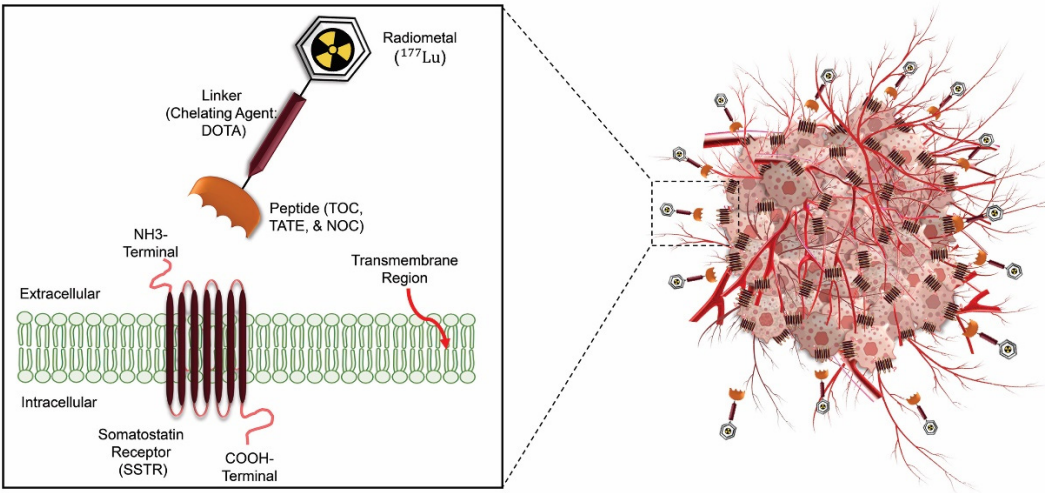 Radiometal
(¹⁷⁷Lu)
Linker
(Chelating Agent:
DOTA)
Peptide (TOC,
TATE, & NOC)
NH3-
Terminal
Transmembrane
Region
Extracellular
Intracellular
Somatostatin
Receptor
(SSTR)
COOH-
Terminal